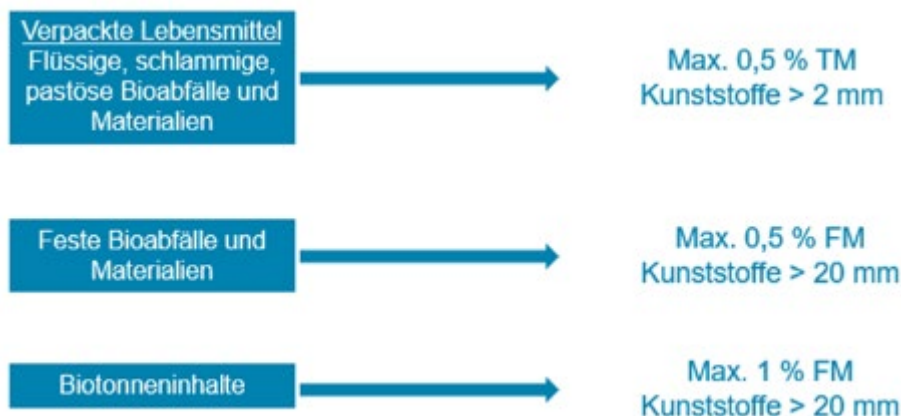 Verpackte Lebensmittel
Flüssige, schlammige,
pastöse Bioabfälle und
Materialien
Max. 0,5 % TM
Kunststoffe > 2 mm
Feste Bioabfälle und
Materialien
Max. 0,5 % FM
Kunststoffe > 20 mm
Biotonneninhalte
Max. 1 % FM
Kunststoffe > 20 mm